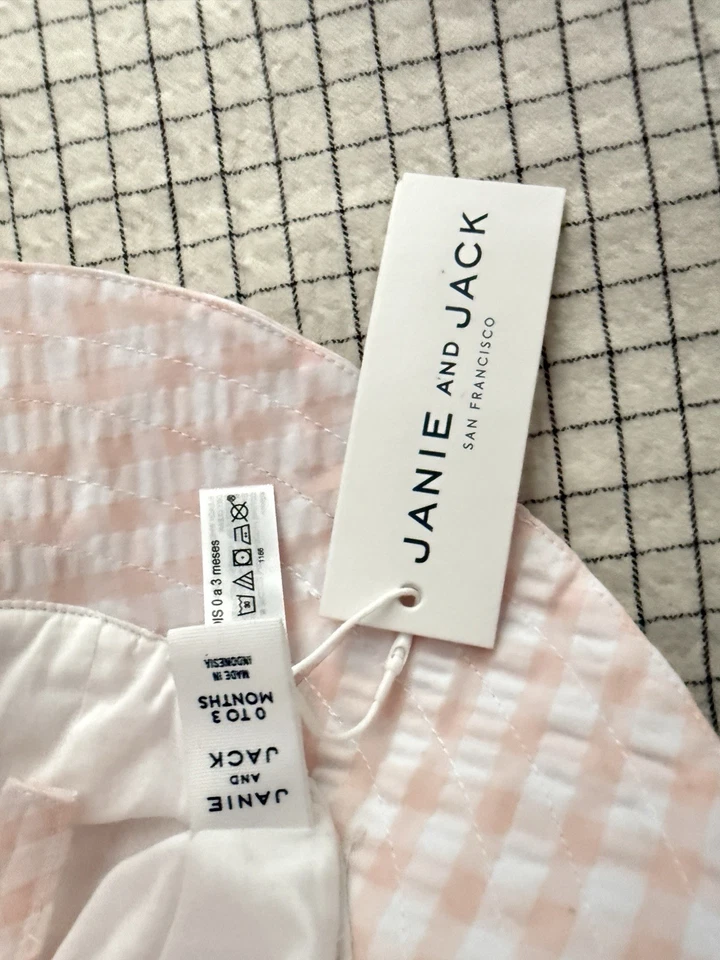 JANIE AND JACK
SAN FRANCISCO
0 a 3 meses
1166
JANIE
AND
JACK
0 TO 3
MONTHS
MADE IN
INDONESIA